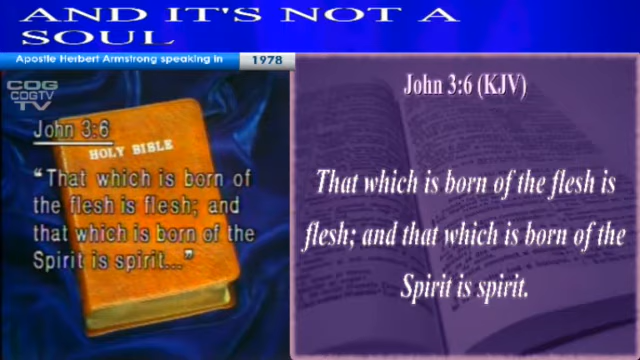 AND IT'S NOT A
SOUL
Apostle Herbert Armstrong speaking in
1978
COG
COGTV
TV
John 3:6
HOLY BIBLE
“That which is born of
the flesh is flesh; and
that which is born of the
Spirit is spirit...”
John 3:6 (KJV)
That which is born of the flesh is
flesh; and that which is born of the
Spirit is spirit.